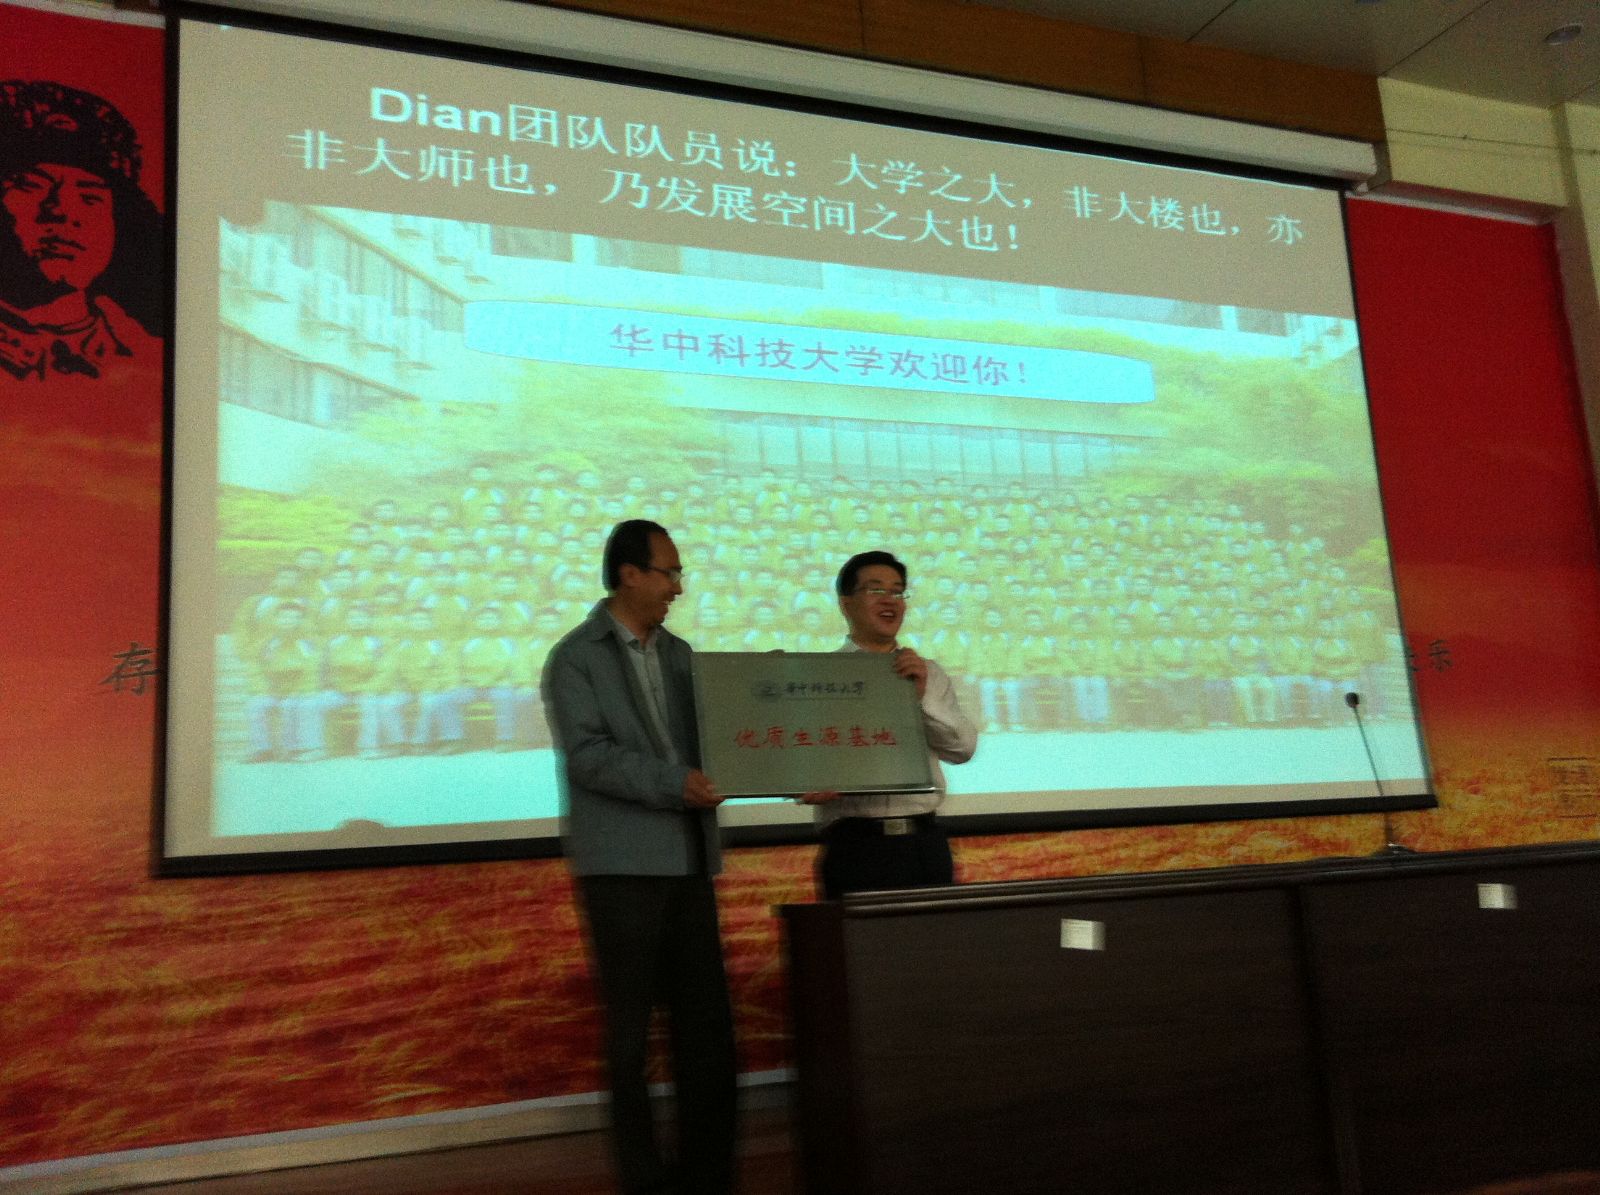 Dian团队队员说：大学之大，非大楼也，亦
非大师也，乃发展空间之大也！
华中科技大学欢迎你！
华中科技大学
优质生源基地
存
乐